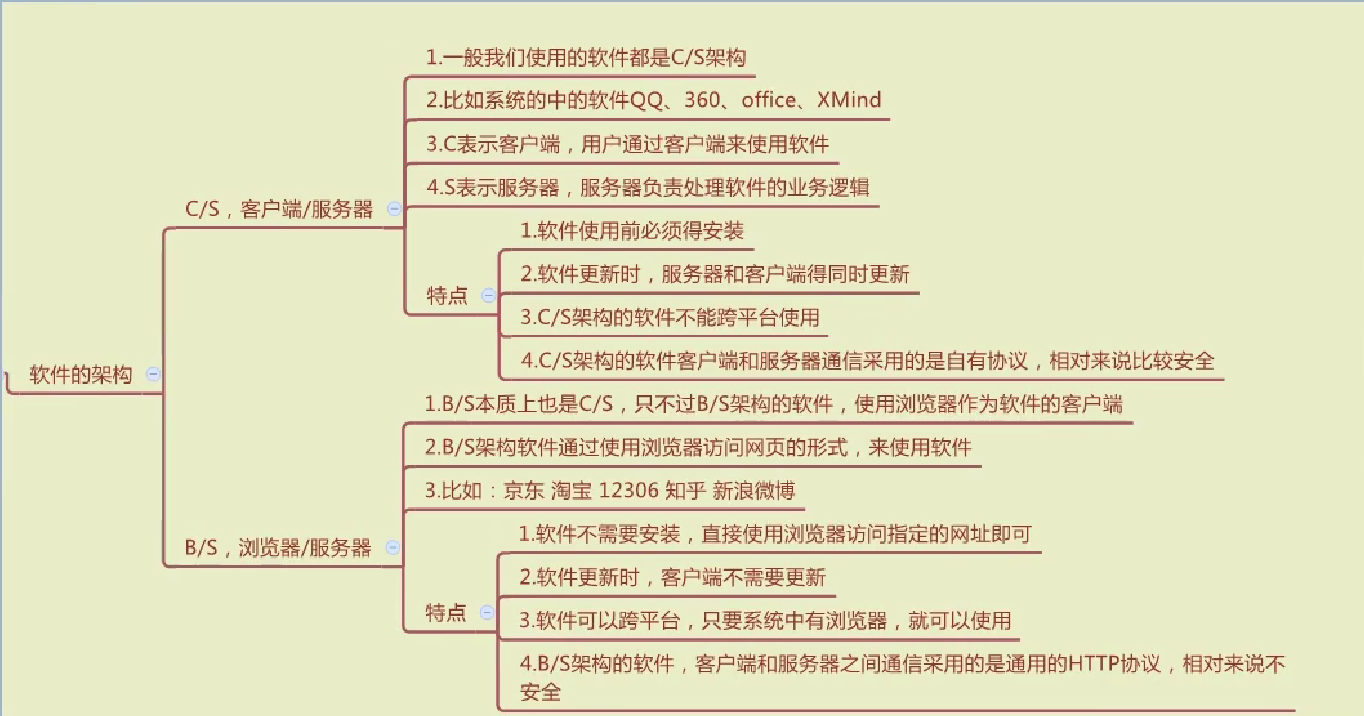 软件的架构
C/S，客户端/服务器
1.一般我们使用的软件都是C/S架构
2.比如系统的中的软件QQ、360、office、XMind
3.C表示客户端，用户通过客户端来使用软件
4.S表示服务器，服务器负责处理软件的业务逻辑
特点
1.软件使用前必须得安装
2.软件更新时，服务器和客户端得同时更新
3.C/S架构的软件不能跨平台使用
4.C/S架构的软件客户端和服务器通信采用的是自有协议，相对来说比较安全
B/S，浏览器/服务器
1.B/S本质上也是C/S，只不过B/S架构的软件，使用浏览器作为软件的客户端
2.B/S架构软件通过使用浏览器访问网页的形式，来使用软件
3.比如：京东 淘宝 12306 知乎 新浪微博
特点
1.软件不需要安装，直接使用浏览器访问指定的网址即可
2.软件更新时，客户端不需要更新
3.软件可以跨平台，只要系统中有浏览器，就可以使用
4.B/S架构的软件，客户端和服务器之间通信采用的是通用的HTTP协议，相对来说不
安全